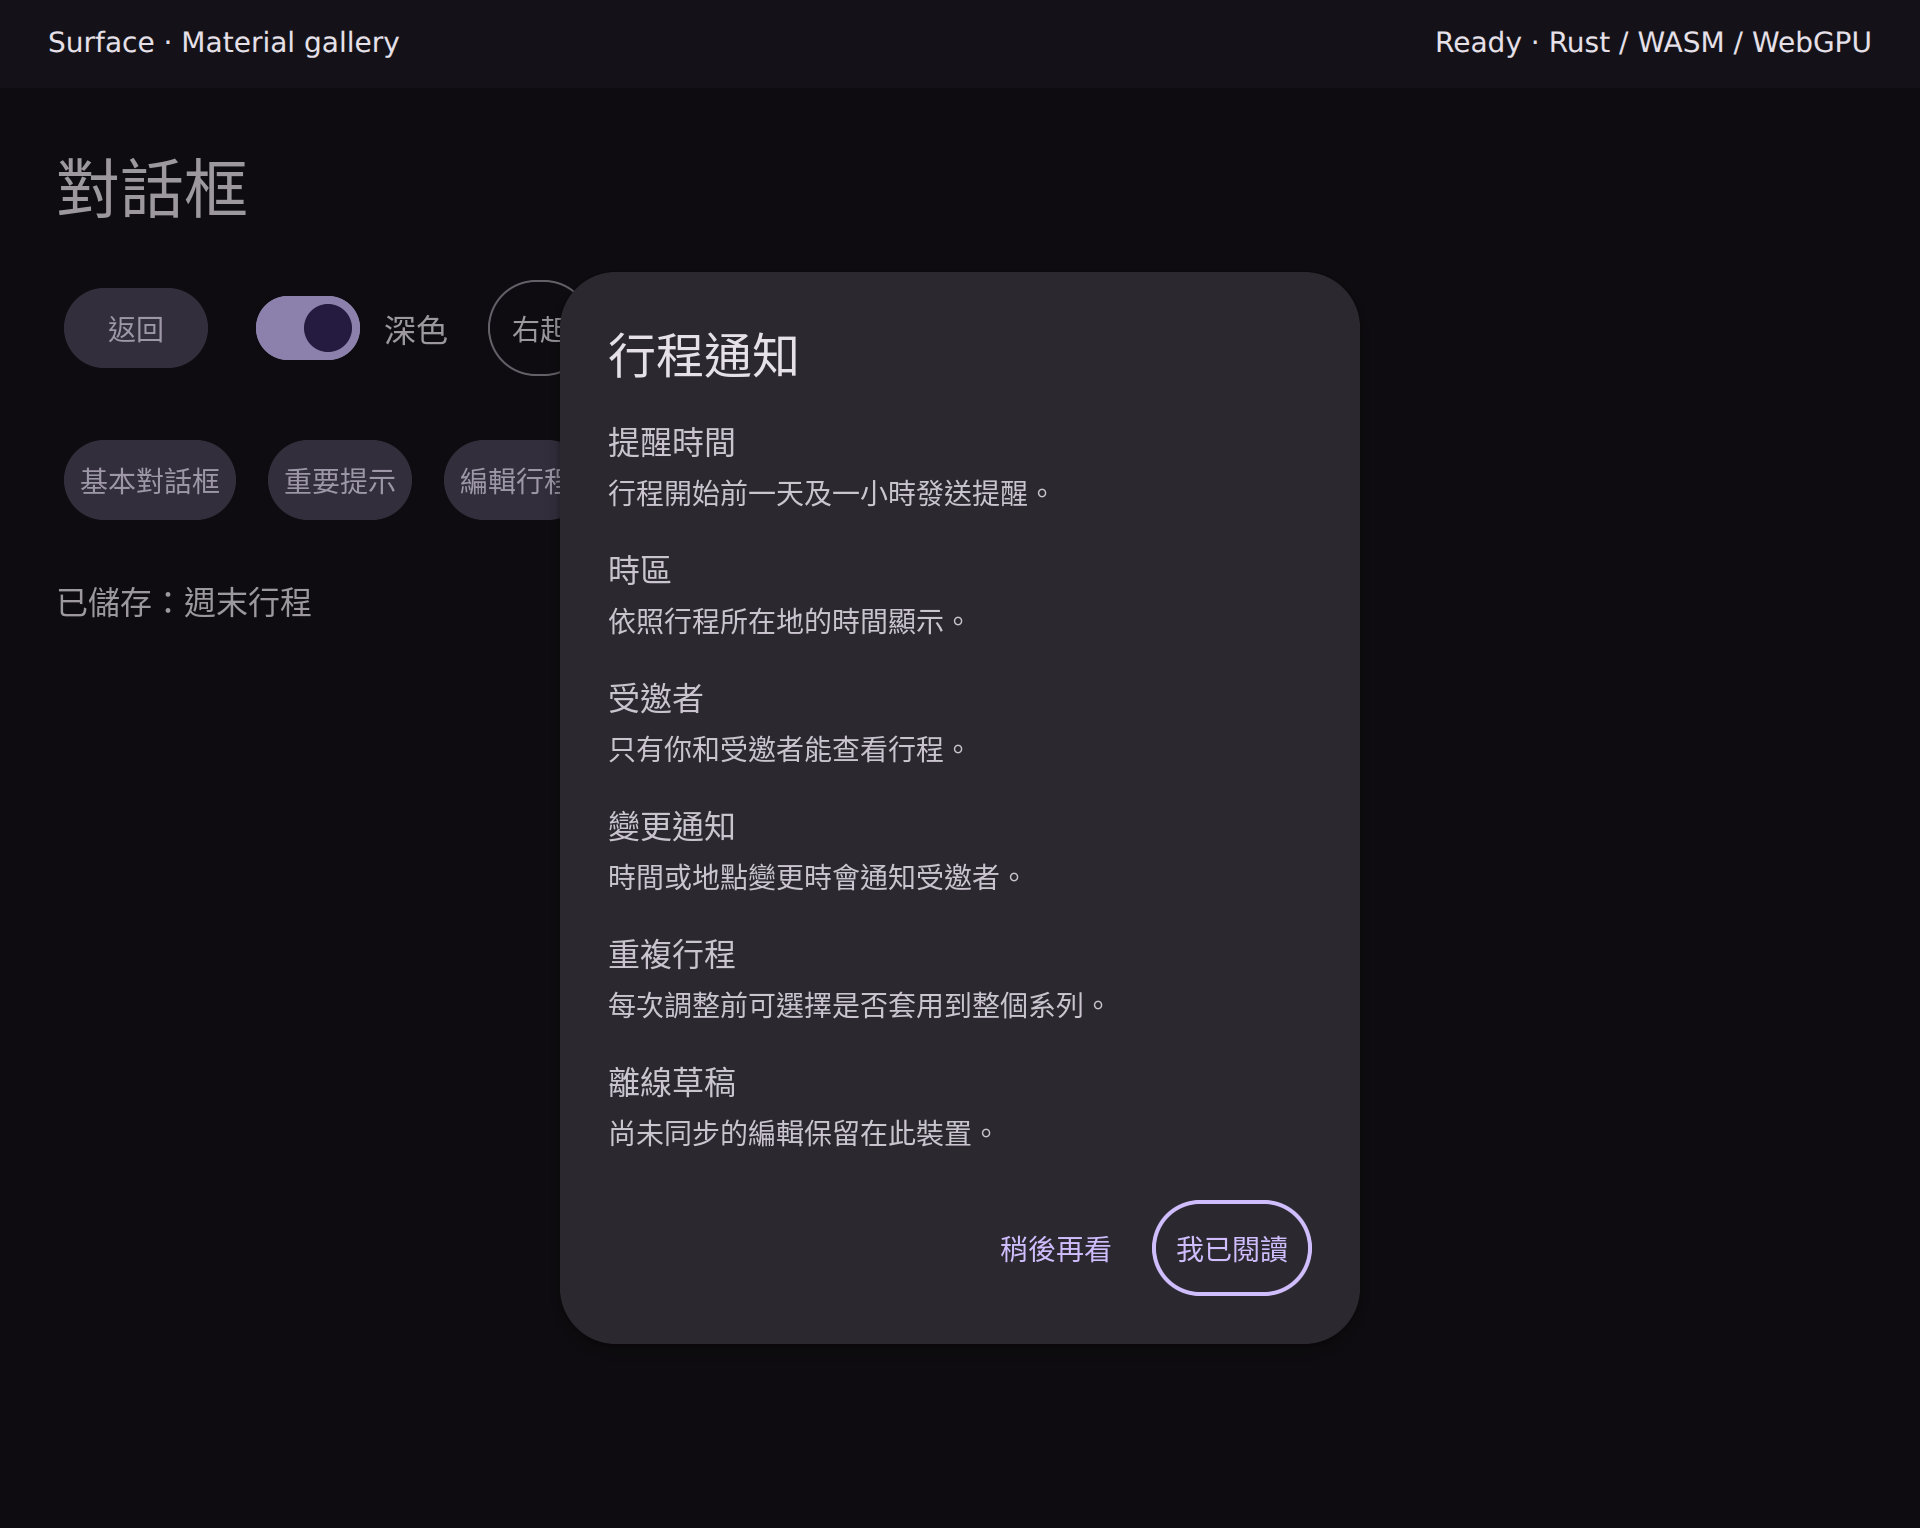 Surface · Material gallery
Ready · Rust / WASM / WebGPU
對話框
返回
深色
右起
基本對話框
重要提示
編輯行程
已儲存：週末行程
行程通知
提醒時間
行程開始前一天及一小時發送提醒。
時區
依照行程所在地的時間顯示。
受邀者
只有你和受邀者能查看行程。
變更通知
時間或地點變更時會通知受邀者。
重複行程
每次調整前可選擇是否套用到整個系列。
離線草稿
尚未同步的編輯保留在此裝置。
稍後再看
我已閱讀